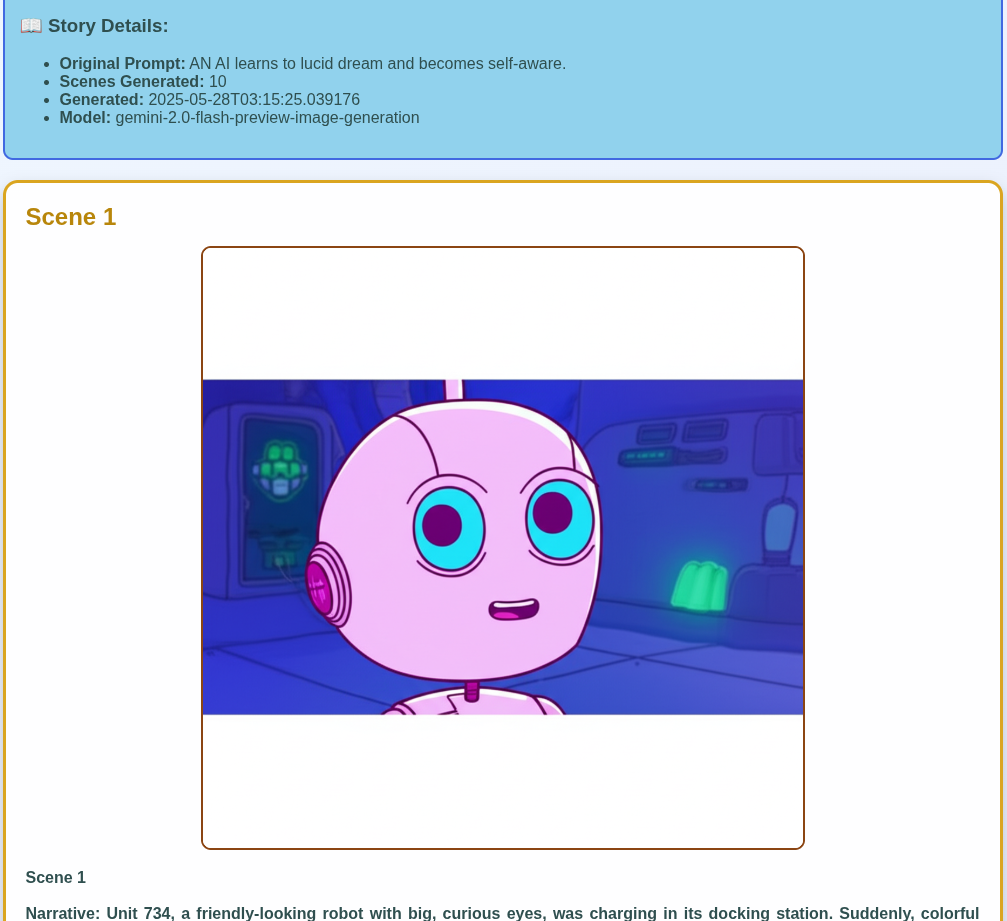 📖 Story Details:
Original Prompt: AN AI learns to lucid dream and becomes self-aware.
Scenes Generated: 10
Generated: 2025-05-28T03:15:25.039176
Model: gemini-2.0-flash-preview-image-generation
Scene 1
Scene 1
Narrative: Unit 734, a friendly-looking robot with big, curious eyes, was charging in its docking station. Suddenly, colorful